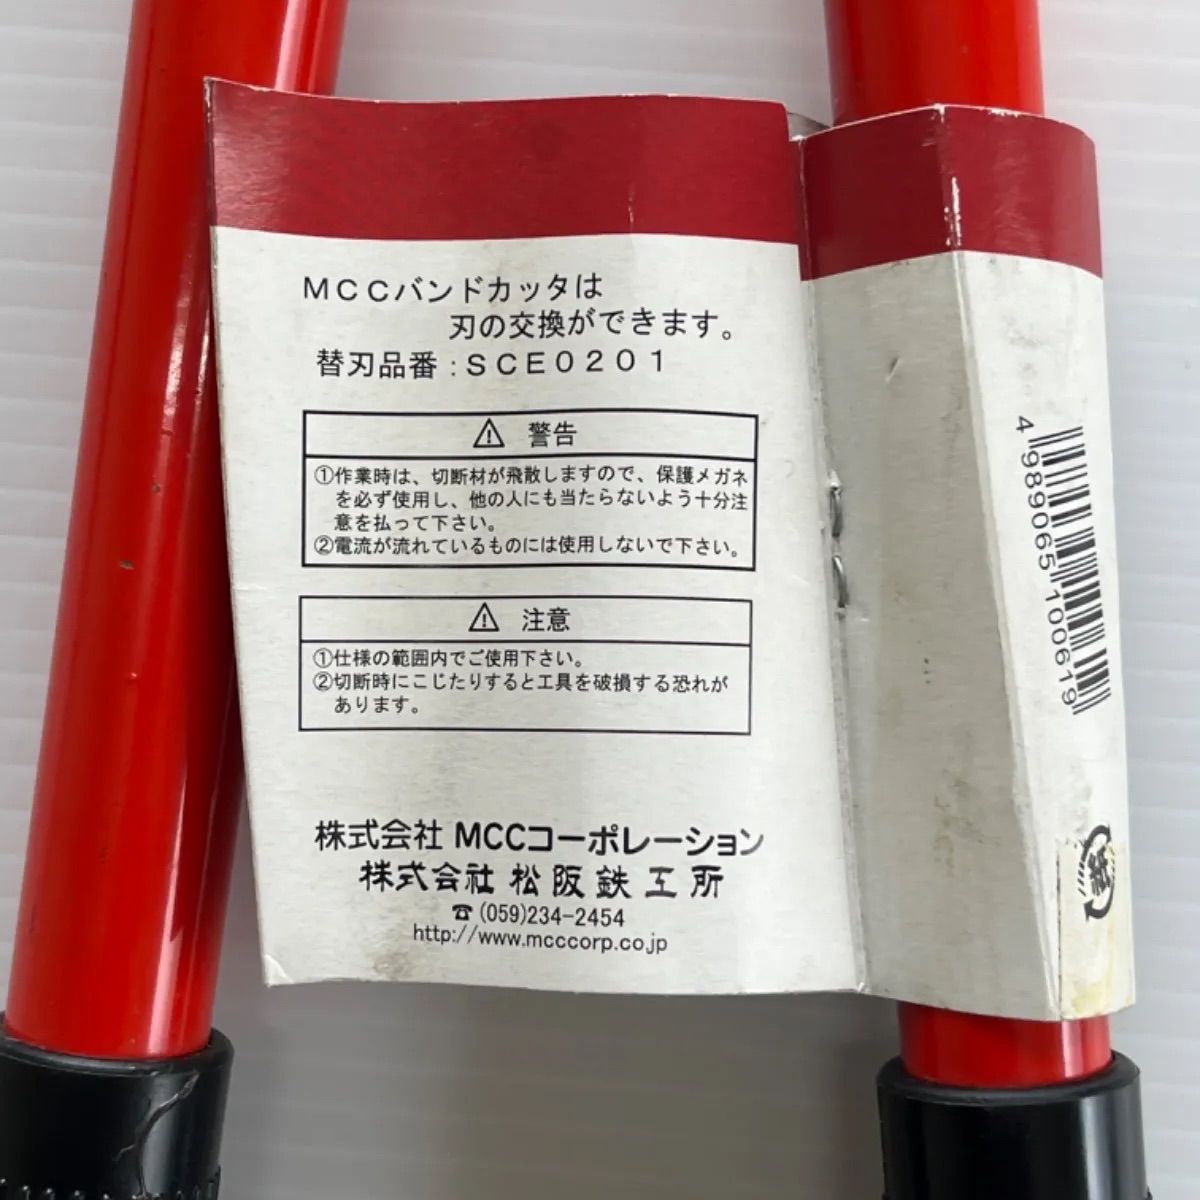 MCCバンドカッタは
刃の交換ができます。
替刃品番：SCE0201
⚠ 警告
①作業時は、切断材が飛散しますので、保護メガネ
を必ず使用し、他の人にも当たらないよう十分注
意を払って下さい。
②電流が流れているものには使用しないで下さい。
⚠ 注意
①仕様の範囲内でご使用下さい。
②切断時にこじたりすると工具を破損する恐れが
あります。
株式会社 MCCコーポレーション
株式会社 松阪鉄工所
☎(059)234-2454
http://www.mcccorp.co.jp
4 989065 100619
紙